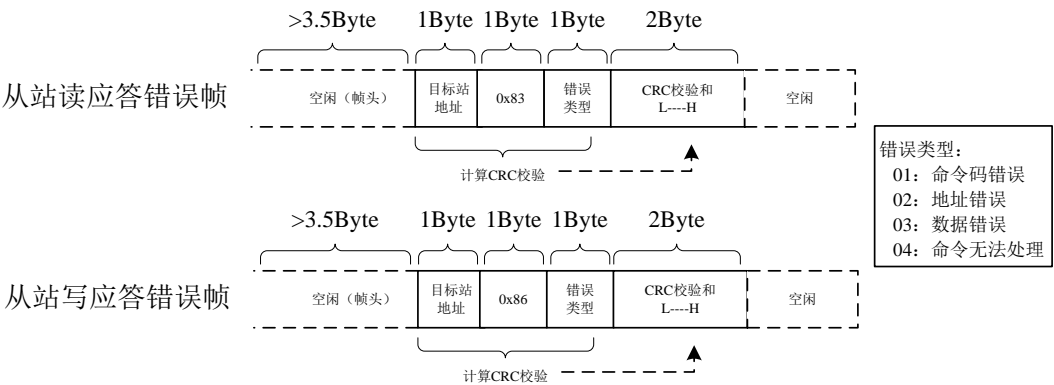 >3.5Byte 1Byte 1Byte 1Byte 2Byte
从站读应答错误帧
空闲（帧头）
目标站
地址
0x83
错误
类型
CRC校验和
L----H
空闲
计算CRC校验
错误类型：
01：命令码错误
02：地址错误
03：数据错误
04：命令无法处理
>3.5Byte 1Byte 1Byte 1Byte 2Byte
从站写应答错误帧
空闲（帧头）
目标站
地址
0x86
错误
类型
CRC校验和
L----H
空闲
计算CRC校验